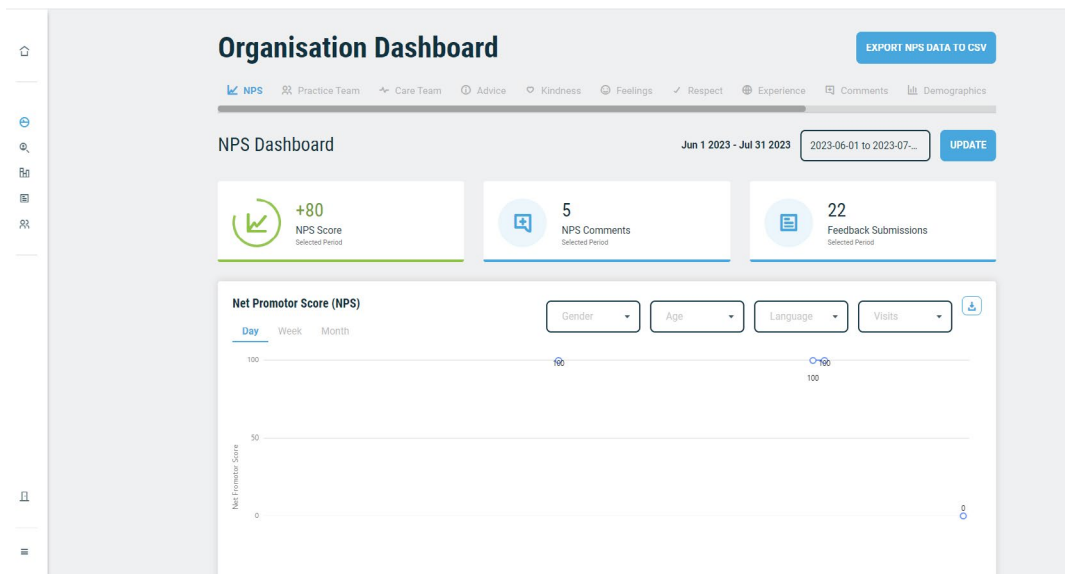 Organisation Dashboard
EXPORT NPS DATA TO CSV
NPS Practice Team Care Team Advice Kindness Feelings Respect Experience Comments Demographics
NPS Dashboard
Jun 1 2023 - Jul 31 2023
2023-06-01 to 2023-07-...
UPDATE
+80
NPS Score
Selected Period
5
NPS Comments
Selected Period
22
Feedback Submissions
Selected Period
Net Promotor Score (NPS)
Gender Age Language Visits
Day Week Month
100
100
100
100
50
Net Promotor Score
0
0